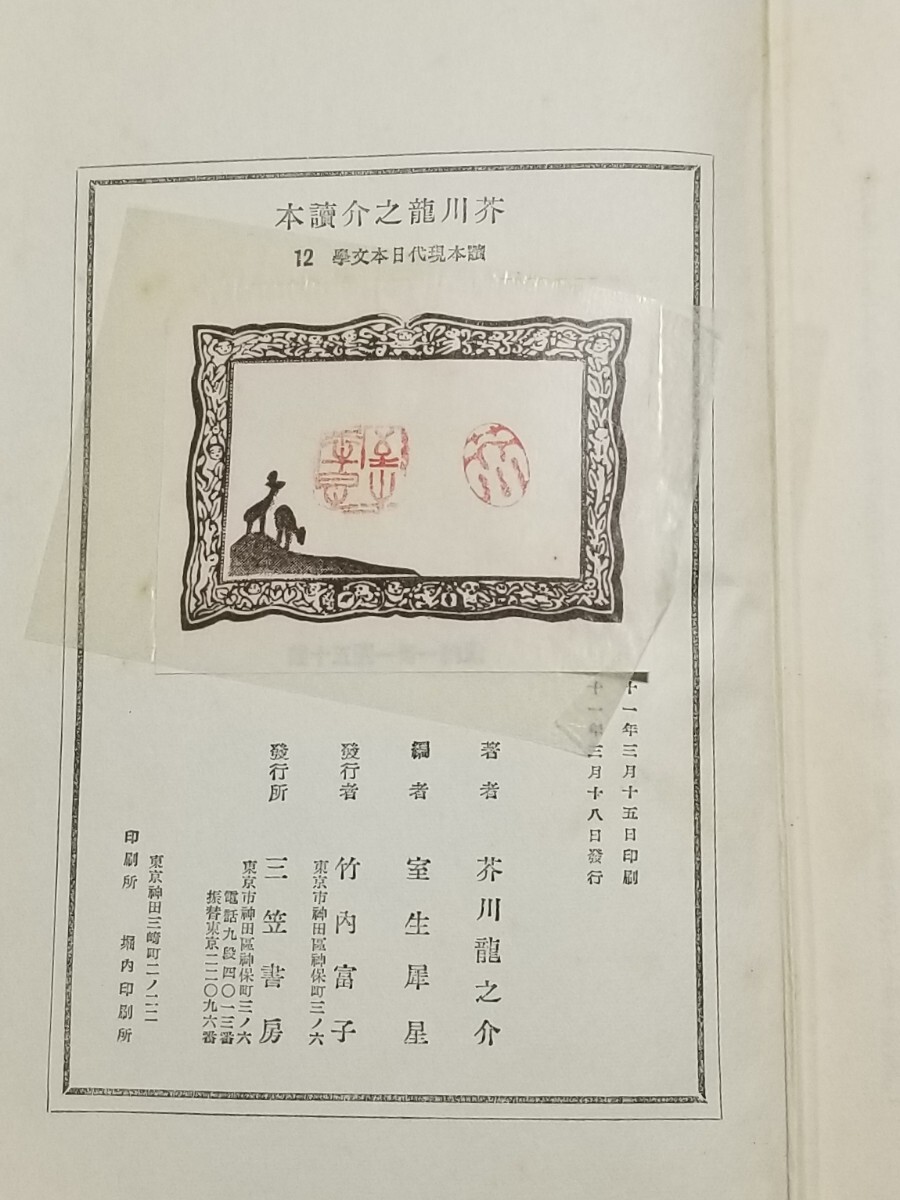 芥川龍之介讀本
讀本現代日本文學 12
十一年三月十五日印刷
十一年三月十八日發行
著者 芥川龍之介
編者 室生犀星
發行者 竹內富子
東京市神田區神保町三ノ六
發行所 三笠書房
東京市神田區神保町三ノ六
電話九段四〇一三番
振替東京二二〇九六番
東京神田三崎町二ノ二二
印刷所 堀内印刷所